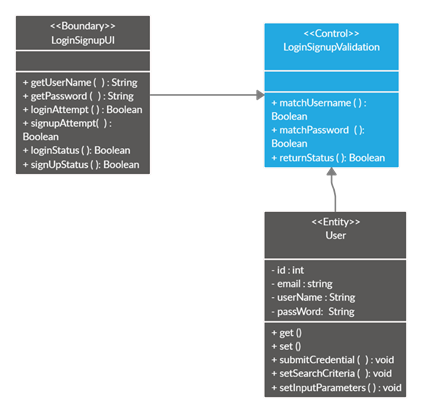 <<Boundary>>
LoginSignupUI
+ getUserName ( ) : String
+ getPassword ( ) : String
+ loginAttempt ( ) : Boolean
+ signupAttempt( ) :
Boolean
+ loginStatus ( ): Boolean
+ signUpStatus ( ): Boolean
<<Control>>
LoginSignupValidation
+ matchUsername ( ) :
Boolean
+ matchPassword ( ):
Boolean
+ returnStatus ( ): Boolean
<<Entity>>
User
- id : int
- email : string
- userName : String
- passWord: String
+ get ()
+ set ()
+ submitCredential ( ) : void
+ setSearchCriteria ( ): void
+ setInputParameters ( ) : void